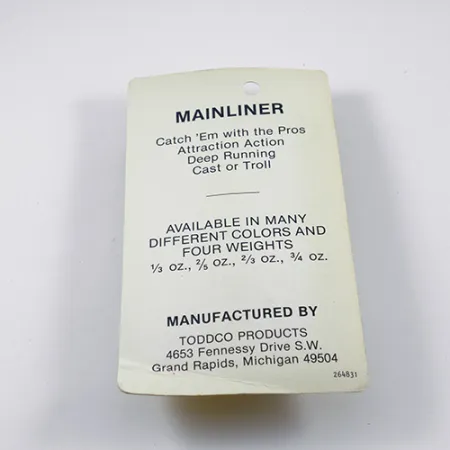 MAINLINER
Catch 'Em with the Pros
Attraction Action
Deep Running
Cast or Troll
AVAILABLE IN MANY
DIFFERENT COLORS AND
FOUR WEIGHTS
⅓ oz., ⅖ oz., ⅔ oz., ¾ oz.
MANUFACTURED BY
TODDCO PRODUCTS
4653 Fennessy Drive S.W.
Grand Rapids, Michigan 49504
264831